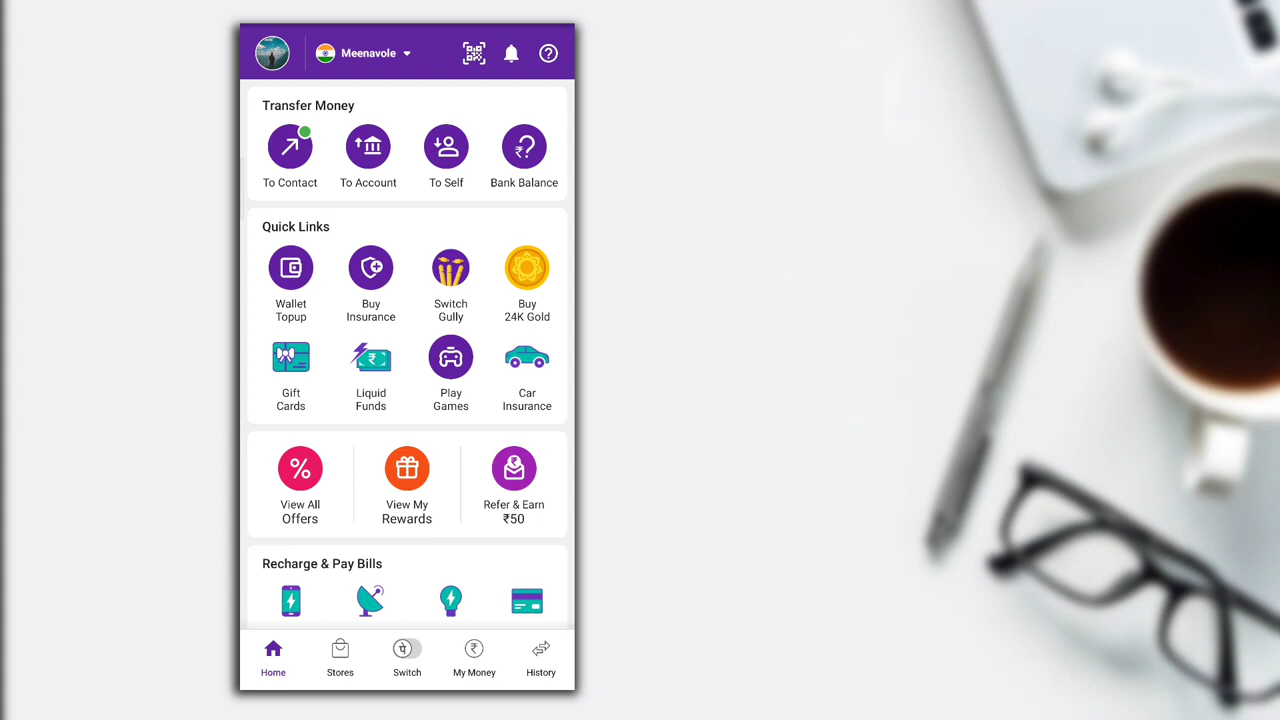 Meenavole
Transfer Money
To Contact To Account To Self Bank Balance
Quick Links
Wallet Topup
Buy Insurance
Switch Gully
Buy 24K Gold
Gift Cards
Liquid Funds
Play Games
Car Insurance
View All Offers
View My Rewards
Refer & Earn ₹50
Recharge & Pay Bills
पे
Home Stores Switch My Money History